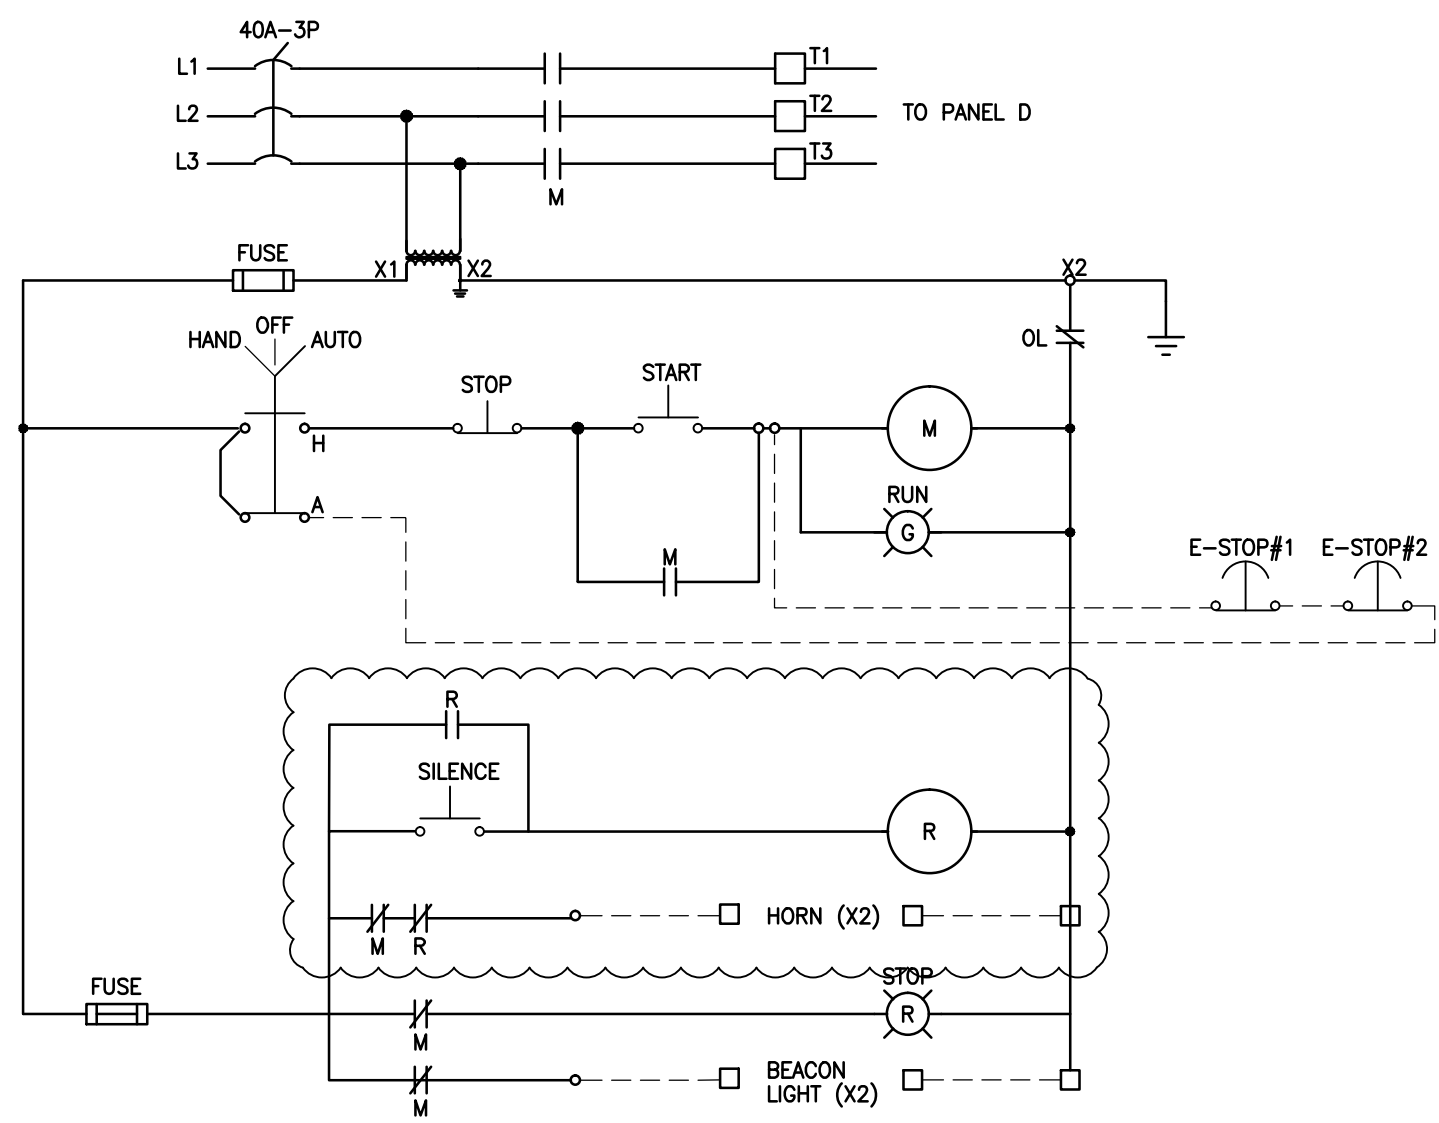 40A-3P
L1
T1
L2
T2
TO PANEL D
L3
T3
M
FUSE
X1
X2
X2
HAND
OFF
AUTO
OL
STOP
START
H
M
A
RUN
G
M
E-STOP#1
E-STOP#2
R
SILENCE
R
HORN (X2)
M
R
STOP
FUSE
R
M
BEACON
LIGHT (X2)
M